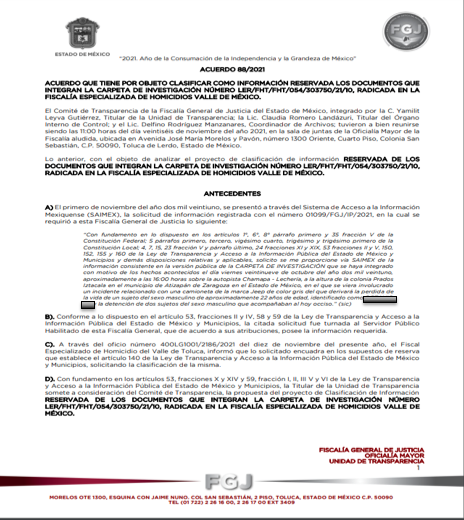 ESTADO DE MÉXICO
FGJ
"2021. Año de la Consumación de la Independencia y la Grandeza de México"
ACUERDO 88/2021
ACUERDO QUE TIENE POR OBJETO CLASIFICAR COMO INFORMACIÓN RESERVADA LOS DOCUMENTOS QUE
INTEGRAN LA CARPETA DE INVESTIGACIÓN NÚMERO LER/FHT/FHT/054/303750/21/10, RADICADA EN LA
FISCALÍA ESPECIALIZADA DE HOMICIDIOS VALLE DE MÉXICO.
El Comité de Transparencia de la Fiscalía General de Justicia del Estado de México, integrado por la C. Yamilit
Leyva Gutiérrez, Titular de la Unidad de Transparencia; la Lic. Claudia Romero Landázuri, Titular del Órgano
Interno de Control; y el Lic. Delfino Rodríguez Manzanares, Coordinador de Archivos; tuvieron a bien reunirse
siendo las 11:00 horas del día veintiséis de noviembre del año 2021, en la sala de juntas de la Oficialía Mayor de la
Fiscalía aludida, ubicada en Avenida José María Morelos y Pavón, número 1300 Oriente, Cuarto Piso, Colonia San
Sebastián, C.P. 50090, Toluca de Lerdo, Estado de México.
Lo anterior, con el objeto de analizar el proyecto de clasificación de información RESERVADA DE LOS
DOCUMENTOS QUE INTEGRAN LA CARPETA DE INVESTIGACIÓN NÚMERO LER/FHT/FHT/054/303750/21/10,
RADICADA EN LA FISCALÍA ESPECIALIZADA DE HOMICIDIOS VALLE DE MÉXICO.
ANTECEDENTES
A) El primero de noviembre del año dos mil veintiuno, se presentó a través del Sistema de Acceso a la Información
Mexiquense (SAIMEX), la solicitud de información registrada con el número 01099/FGJ/IP/2021, en la cual se
requirió a esta Fiscalía General de Justicia lo siguiente:
"Con fundamento en lo dispuesto en los artículos 1°, 6°, 8° párrafo primero y 35 fracción V de la
Constitución Federal; 5 párrafos primero, tercero, vigésimo cuarto, trigésimo y trigésimo primero de la
Constitución Local; 4, 7, 15, 23 fracción V y párrafo último, 24 fracciones X y XIX, 53 fracciones II y V, 150,
152, 155 y 160 de la Ley de Transparencia y Acceso a la Información Pública del Estado de México y
Municipios y demás disposiciones relativas y aplicables, solicito se me proporcione vía SAIMEX de la
información consistente en la versión pública de la CARPETA DE INVESTIGACIÓN que se haya integrado
con motivo de los hechos acontecidos el día viernes veintinueve de octubre del año dos mil veintiuno,
aproximadamente a las 16:00 horas sobre la autopista Chamapa - Lechería, a la altura de la colonia Prados
Ixtacala en el municipio de Atizapán de Zaragoza en el Estado de México, en el que se viera involucrado
un incidente relacionado con una camioneta de la marca Jeep de color gris del que derivará la perdida de
la vida de un sujeto del sexo masculino de aproximadamente 22 años de edad, identificado como
la detención de dos sujetos del sexo masculino que acompañaban al hoy occiso." (sic)
B). Conforme a lo dispuesto en el artículo 53, fracciones II y IV, 58 y 59 de la Ley de Transparencia y Acceso a la
Información Pública del Estado de México y Municipios, la citada solicitud fue turnada al Servidor Público
Habilitado de esta Fiscalía General, que de acuerdo a sus atribuciones, posee la información requerida.
C). A través del oficio número 400LG1001/2186/2021 del diez de noviembre del presente año, el Fiscal
Especializado de Homicidios del Valle de Toluca, informó que lo solicitado encuadra en los supuestos de reserva
que establece el artículo 140 de la Ley de Transparencia y Acceso a la Información Pública del Estado de México
y Municipios, solicitando la clasificación de la misma.
D). Con fundamento en los artículos 53, fracciones X y XIV y 59, fracción I, II, III y VI de la Ley de Transparencia
y Acceso a la Información Pública del Estado de México y Municipios, la Titular de la Unidad de Transparencia
somete a consideración del Comité de Transparencia, la propuesta del proyecto de Clasificación de Información
RESERVADA DE LOS DOCUMENTOS QUE INTEGRAN LA CARPETA DE INVESTIGACIÓN NÚMERO
LER/FHT/FHT/054/303750/21/10, RADICADA EN LA FISCALÍA ESPECIALIZADA DE HOMICIDIOS VALLE DE
MÉXICO.
FISCALÍA GENERAL DE JUSTICIA
OFICIALÍA MAYOR
UNIDAD DE TRANSPARENCIA
1
FGJ
MORELOS OTE 1300, ESQUINA CON JAIME NUNO. COL SAN SEBASTIÁN, 2 PISO, TOLUCA, ESTADO DE MÉXICO C.P. 50090
TEL (01 722) 2 26 16 00, 2 26 17 00 EXT 3409